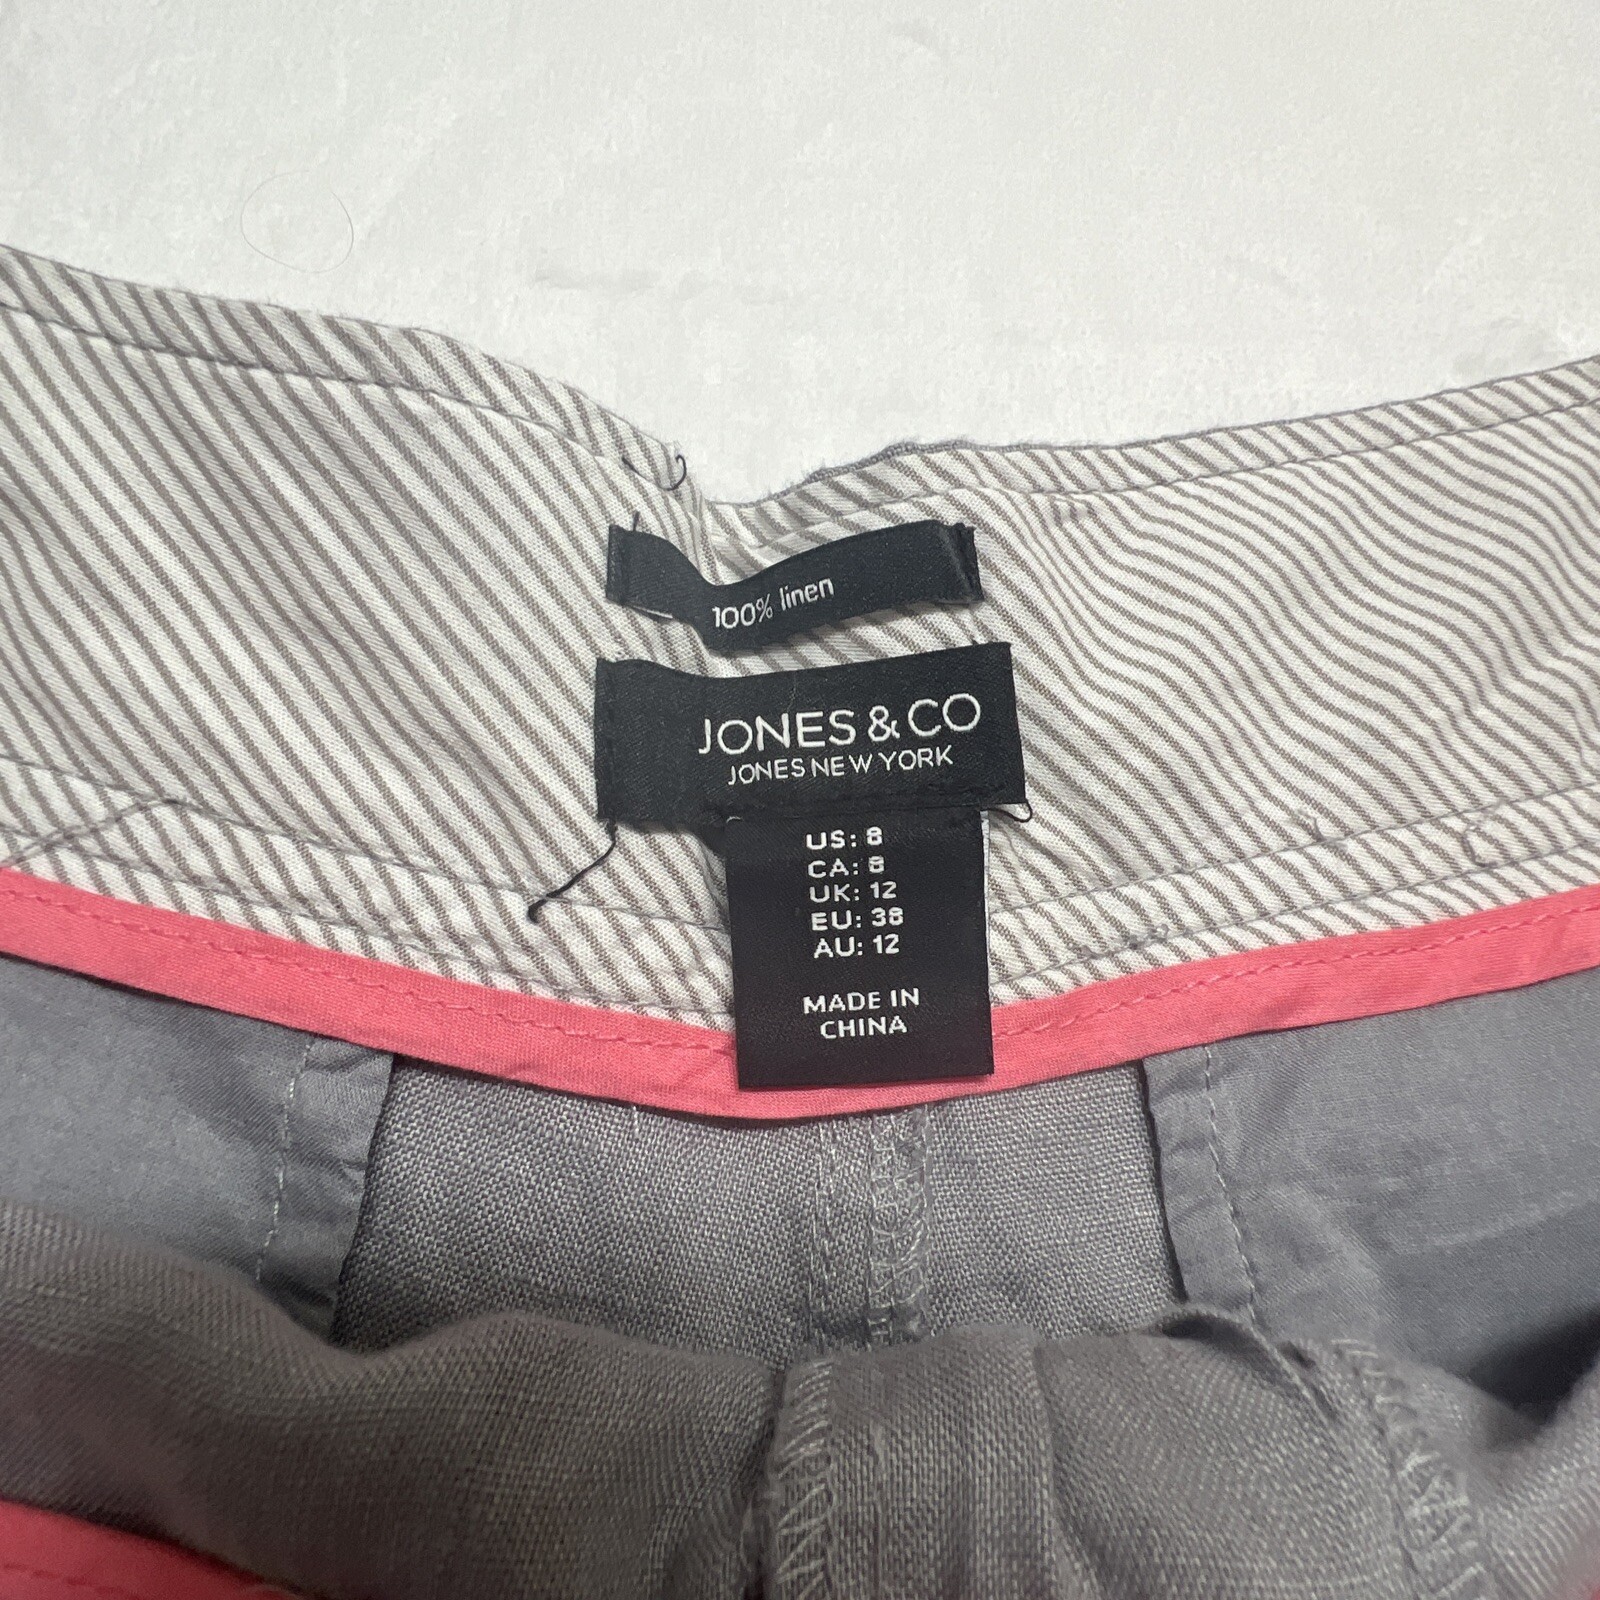 100% linen
JONES & CO
JONES NEW YORK
US: 8
CA: 8
UK: 12
EU: 38
AU: 12
MADE IN
CHINA